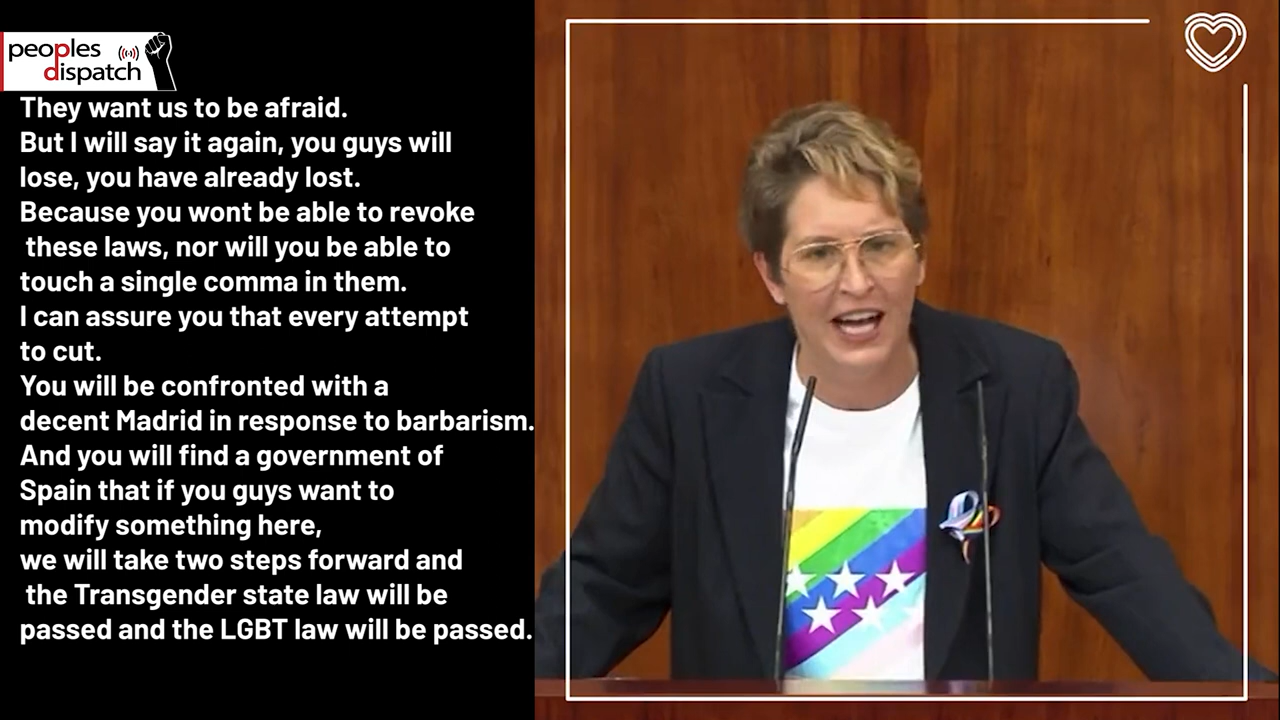 peoples
dispatch
They want us to be afraid.
But I will say it again, you guys will
lose, you have already lost.
Because you wont be able to revoke
these laws, nor will you be able to
touch a single comma in them.
I can assure you that every attempt
to cut.
You will be confronted with a
decent Madrid in response to barbarism.
And you will find a government of
Spain that if you guys want to
modify something here,
we will take two steps forward and
the Transgender state law will be
passed and the LGBT law will be passed.